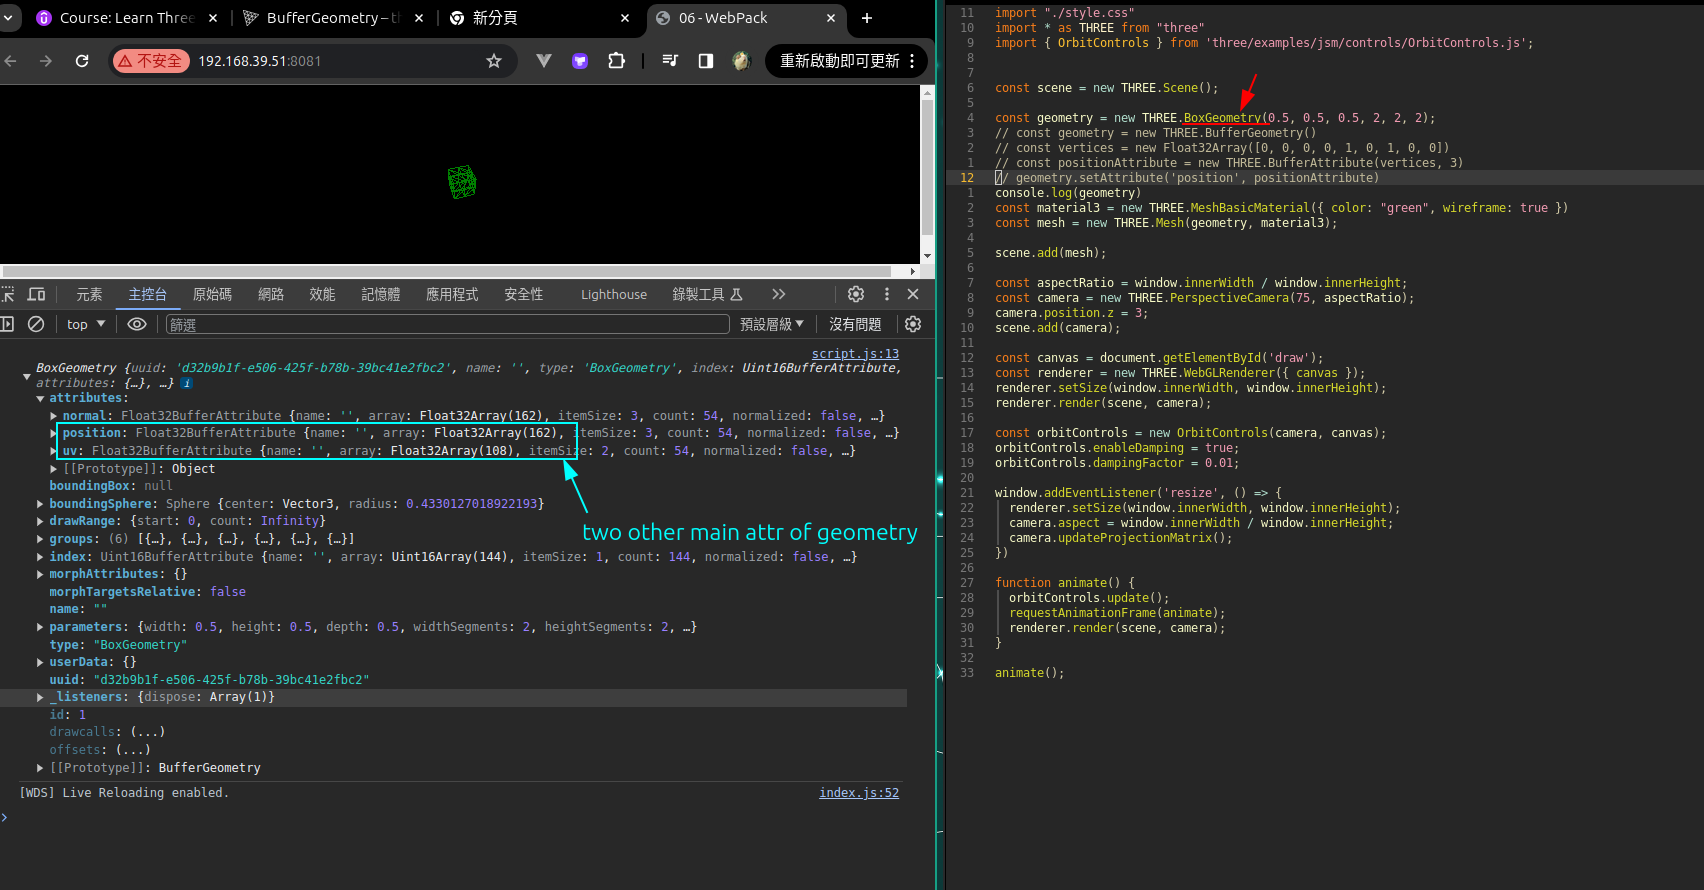 Course: Learn Three
BufferGeometry – th
新分頁
06 - WebPack
不安全
192.168.39.51:8081
重新啟動即可更新
元素
主控台
原始碼
網路
效能
記憶體
應用程式
安全性
Lighthouse
錄製工具
top
篩選
預設層級
沒有問題
script.js:13
BoxGeometry {uuid: 'd32b9b1f-e506-425f-b78b-39bc41e2fbc2', name: '', type: 'BoxGeometry', index: Uint16BufferAttribute,
attributes: {…}, …}
attributes:
normal: Float32BufferAttribute {name: '', array: Float32Array(162), itemSize: 3, count: 54, normalized: false, …}
position: Float32BufferAttribute {name: '', array: Float32Array(162), itemSize: 3, count: 54, normalized: false, …}
uv: Float32BufferAttribute {name: '', array: Float32Array(108), itemSize: 2, count: 54, normalized: false, …}
[[Prototype]]: Object
boundingBox: null
boundingSphere: Sphere {center: Vector3, radius: 0.4330127018922193}
drawRange: {start: 0, count: Infinity}
groups: (6) [{…}, {…}, {…}, {…}, {…}, {…}]
index: Uint16BufferAttribute {name: '', array: Uint16Array(144), itemSize: 1, count: 144, normalized: false, …}
morphAttributes: {}
morphTargetsRelative: false
name: ""
parameters: {width: 0.5, height: 0.5, depth: 0.5, widthSegments: 2, heightSegments: 2, …}
type: "BoxGeometry"
userData: {}
uuid: "d32b9b1f-e506-425f-b78b-39bc41e2fbc2"
_listeners: {dispose: Array(1)}
id: 1
drawcalls: (...)
offsets: (...)
[[Prototype]]: BufferGeometry
two other main attr of geometry
[WDS] Live Reloading enabled.
index.js:52
11 import "./style.css"
10 import * as THREE from "three"
9 import { OrbitControls } from 'three/examples/jsm/controls/OrbitControls.js';
8
7
6 const scene = new THREE.Scene();
5
4 const geometry = new THREE.BoxGeometry(0.5, 0.5, 0.5, 2, 2, 2);
3 // const geometry = new THREE.BufferGeometry()
2 // const vertices = new Float32Array([0, 0, 0, 0, 1, 0, 1, 0, 0])
1 // const positionAttribute = new THREE.BufferAttribute(vertices, 3)
12 // geometry.setAttribute('position', positionAttribute)
1 console.log(geometry)
2 const material3 = new THREE.MeshBasicMaterial({ color: "green", wireframe: true })
3 const mesh = new THREE.Mesh(geometry, material3);
4
5 scene.add(mesh);
6
7 const aspectRatio = window.innerWidth / window.innerHeight;
8 const camera = new THREE.PerspectiveCamera(75, aspectRatio);
9 camera.position.z = 3;
10 scene.add(camera);
11
12 const canvas = document.getElementById('draw');
13 const renderer = new THREE.WebGLRenderer({ canvas });
14 renderer.setSize(window.innerWidth, window.innerHeight);
15 renderer.render(scene, camera);
16
17 const orbitControls = new OrbitControls(camera, canvas);
18 orbitControls.enableDamping = true;
19 orbitControls.dampingFactor = 0.01;
20
21 window.addEventListener('resize', () => {
22 renderer.setSize(window.innerWidth, window.innerHeight);
23 camera.aspect = window.innerWidth / window.innerHeight;
24 camera.updateProjectionMatrix();
25 })
26
27 function animate() {
28 orbitControls.update();
29 requestAnimationFrame(animate);
30 renderer.render(scene, camera);
31 }
32
33 animate();